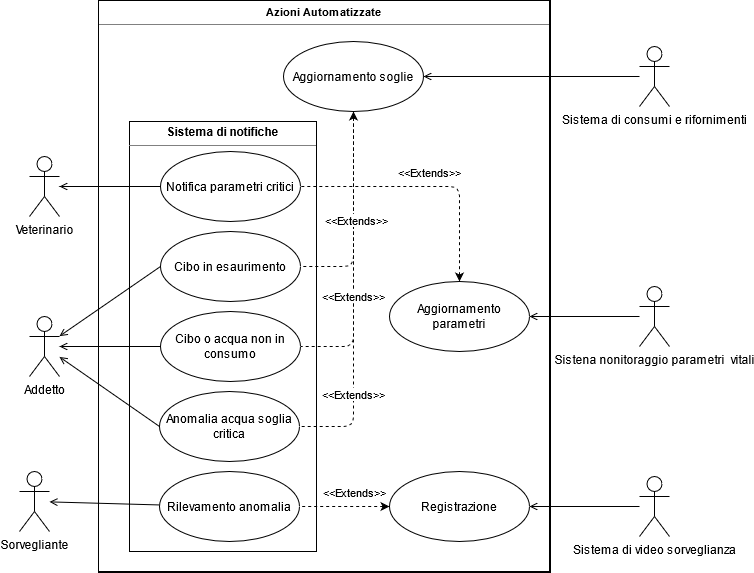 Azioni Automatizzate
Aggiornamento soglie
Sistema di consumi e rifornimenti
Sistema di notifiche
Notifica parametri critici
<<Extends>>
Veterinario
<<Extends>>
Cibo in esaurimento
<<Extends>>
Aggiornamento
parametri
Cibo o acqua non in
consumo
Sistena nonitoraggio parametri vitali
Addetto
<<Extends>>
Anomalia acqua soglia
critica
<<Extends>>
Rilevamento anomalia
Registrazione
Sorvegliante
Sistema di video sorveglianza